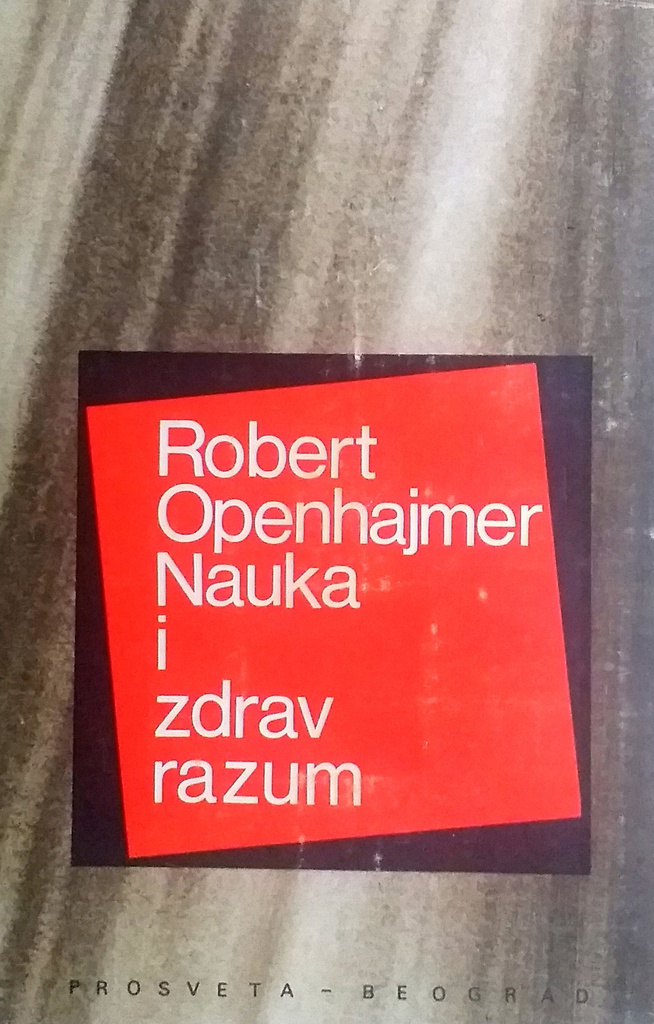 Robert
Openhajmer
Nauka
i
zdrav
razum
PROSVETA - BEOGRAD